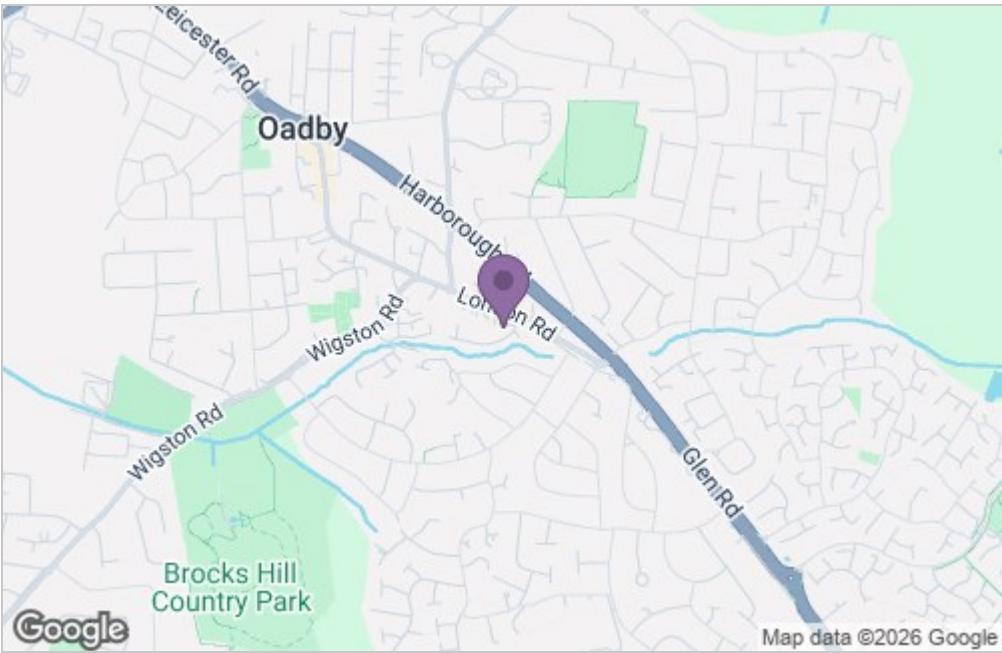 Leicester Rd
Oadby
Harborough
London Rd
Wigston Rd
Wigston Rd
Glen Rd
Brocks Hill
Country Park
Google
Map data ©2026 Google